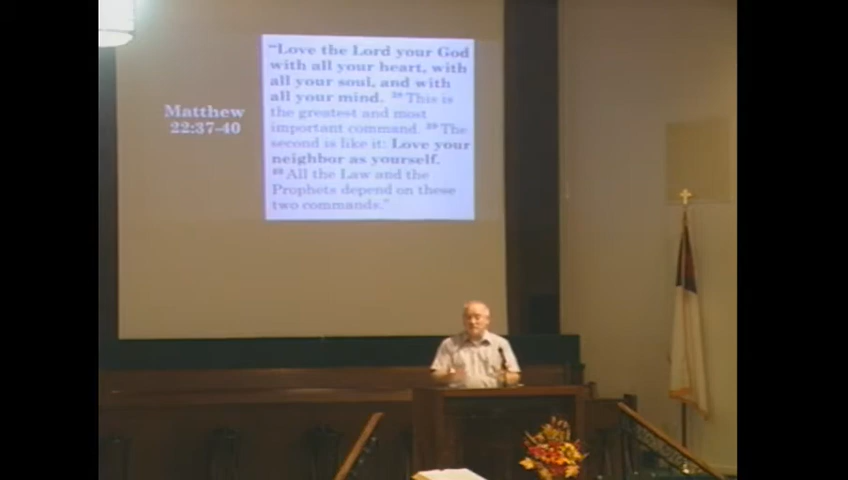 Matthew
22:37-40
"Love the Lord your God
with all your heart, with
all your soul, and with
all your mind. 38 This is
the greatest and most
important command. 39 The
second is like it: Love your
neighbor as yourself.
40 All the Law and the
Prophets depend on these
two commands."